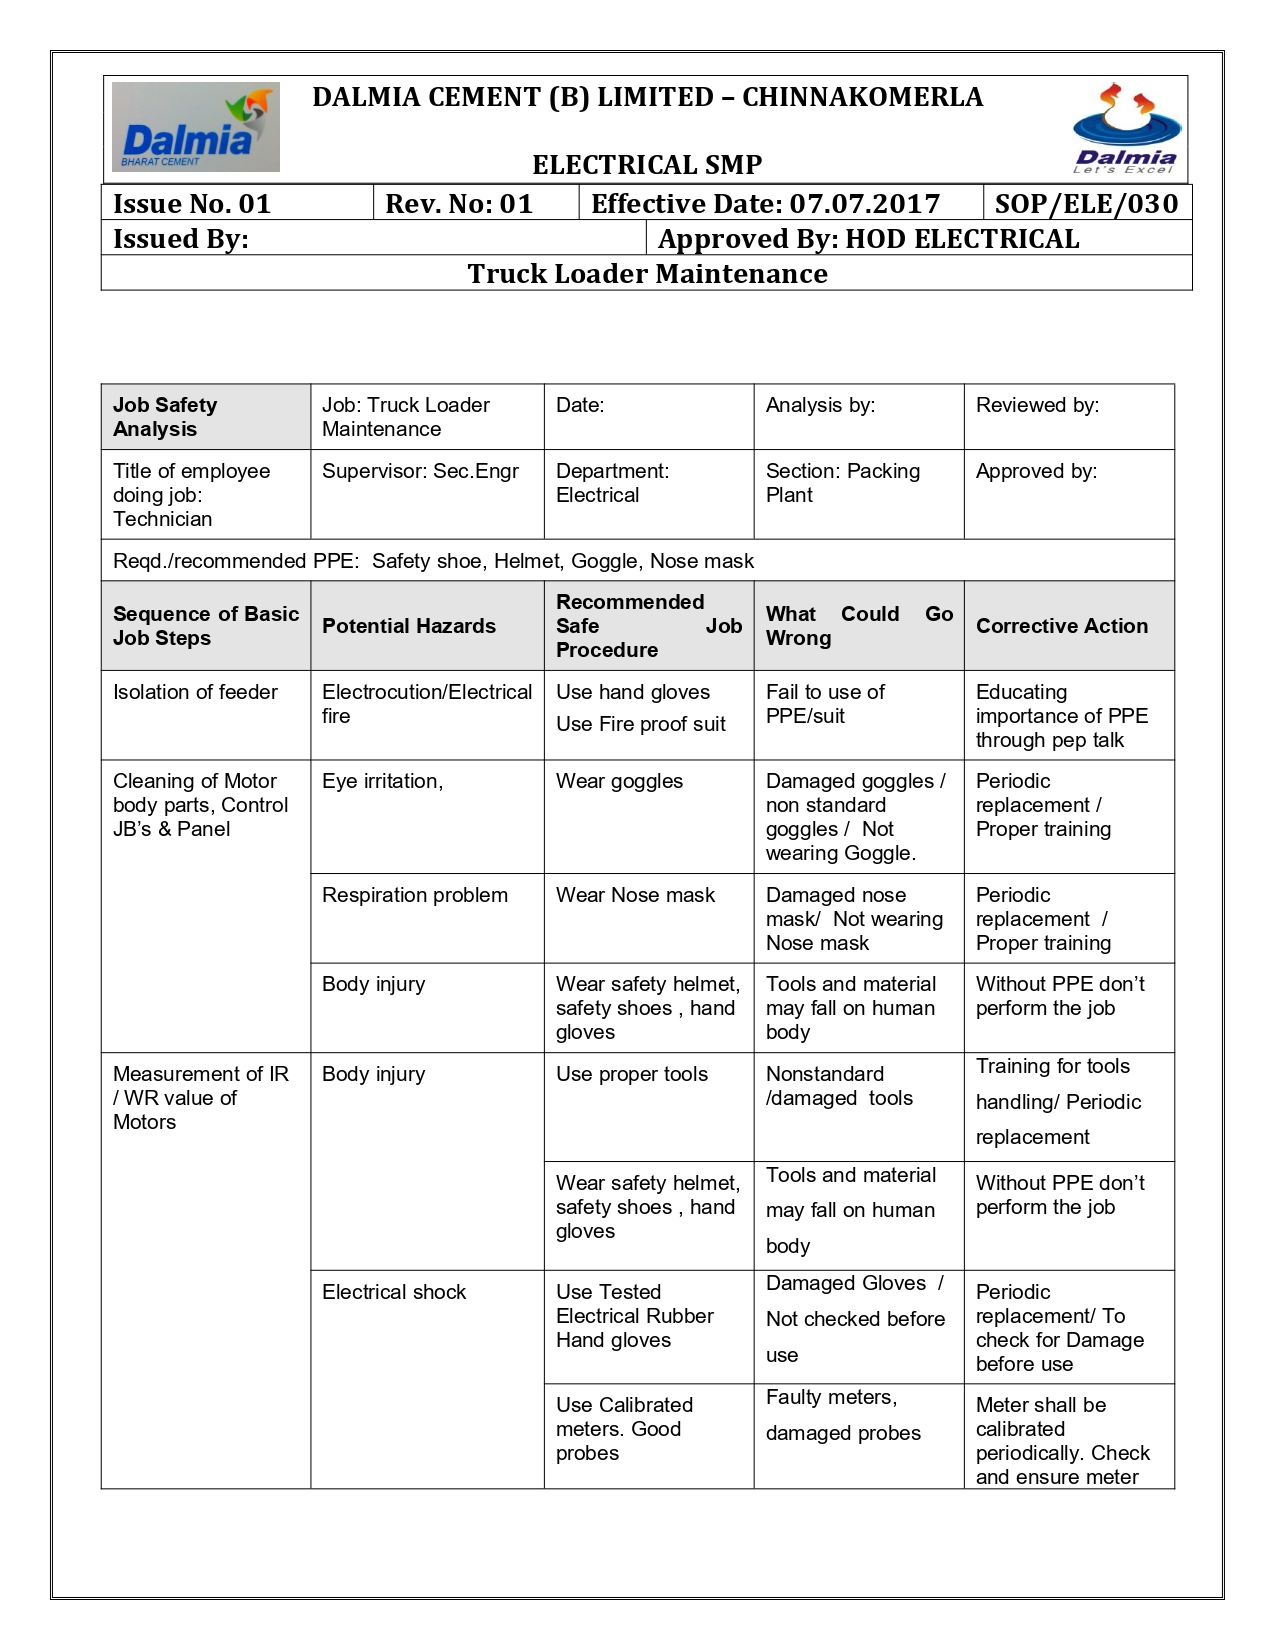 DALMIA CEMENT (B) LIMITED – CHINNAKOMERLA
Dalmia
BHARAT CEMENT
Dalmia
Let's Excel
ELECTRICAL SMP
Issue No. 01 Rev. No: 01 Effective Date: 07.07.2017 SOP/ELE/030
Issued By: Approved By: HOD ELECTRICAL
Truck Loader Maintenance
Job Safety
Analysis
Job: Truck Loader
Maintenance
Date:
Analysis by:
Reviewed by:
Title of employee
doing job:
Technician
Supervisor: Sec.Engr
Department:
Electrical
Section: Packing
Plant
Approved by:
Reqd./recommended PPE:  Safety shoe, Helmet, Goggle, Nose mask
Sequence of Basic
Job Steps
Potential Hazards
Recommended
Safe Job
Procedure
What Could Go
Wrong
Corrective Action
Isolation of feeder
Electrocution/Electrical
fire
Use hand gloves
Use Fire proof suit
Fail to use of
PPE/suit
Educating
importance of PPE
through pep talk
Cleaning of Motor
body parts, Control
JB’s & Panel
Eye irritation,
Wear goggles
Damaged goggles /
non standard
goggles /  Not
wearing Goggle.
Periodic
replacement /
Proper training
Respiration problem
Wear Nose mask
Damaged nose
mask/  Not wearing
Nose mask
Periodic
replacement  /
Proper training
Body injury
Wear safety helmet,
safety shoes , hand
gloves
Tools and material
may fall on human
body
Without PPE don’t
perform the job
Measurement of IR
/ WR value of
Motors
Body injury
Use proper tools
Nonstandard
/damaged  tools
Training for tools
handling/ Periodic
replacement
Wear safety helmet,
safety shoes , hand
gloves
Tools and material
may fall on human
body
Without PPE don’t
perform the job
Electrical shock
Use Tested
Electrical Rubber
Hand gloves
Damaged Gloves  /
Not checked before
use
Periodic
replacement/ To
check for Damage
before use
Use Calibrated
meters. Good
probes
Faulty meters,
damaged probes
Meter shall be
calibrated
periodically. Check
and ensure meter